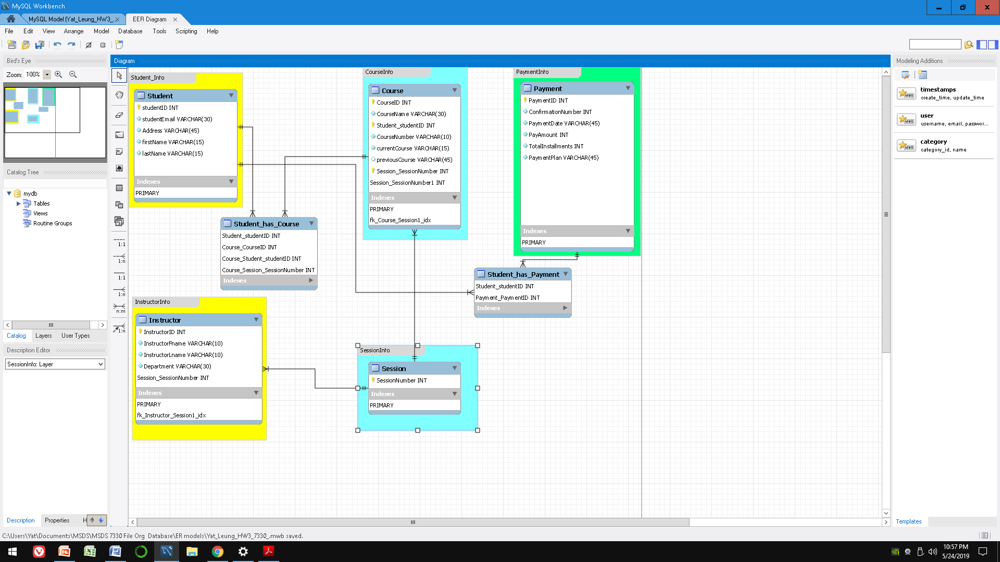 MySQL Workbench
MySQL Model (Yat_Leung_HW3_... ×
EER Diagram ×
File Edit View Arrange Model Database Tools Scripting Help
Bird's Eye
Zoom: 100%
Catalog Tree
mydb
Tables
Views
Routine Groups
Catalog Layers User Types
Description Editor
SessionInfo: Layer
Description Properties H
Diagram
1:1
1:n
1:1
1:n
n:m
1:n
Student_Info
Student
studentID INT
studentEmail VARCHAR(30)
Address VARCHAR(45)
firstName VARCHAR(15)
lastName VARCHAR(15)
Indexes
PRIMARY
CourseInfo
Course
CourseID INT
CourseName VARCHAR(30)
Student_studentID INT
CourseNumber VARCHAR(10)
currentCourse VARCHAR(15)
previousCourse VARCHAR(45)
Session_SessionNumber INT
Session_SessionNumber1 INT
Indexes
PRIMARY
fk_Course_Session1_idx
PaymentInfo
Payment
PaymentID INT
ConfirmationNumber INT
PaymentDate VARCHAR(45)
PayAmount INT
TotalInstallments INT
PaymentPlan VARCHAR(45)
Indexes
PRIMARY
Student_has_Course
Student_studentID INT
Course_CourseID INT
Course_Student_studentID INT
Course_Session_SessionNumber INT
Indexes
Student_has_Payment
Student_studentID INT
Payment_PaymentID INT
Indexes
InstructorInfo
Instructor
InstructorID INT
InstructorFname VARCHAR(10)
InstructorLname VARCHAR(10)
Department VARCHAR(30)
Session_SessionNumber INT
Indexes
PRIMARY
fk_Instructor_Session1_idx
SessionInfo
Session
SessionNumber INT
Indexes
PRIMARY
Modeling Additions
MWB
timestamps
create_time, update_time
MWB
user
username, email, passwor...
MWB
category
category_id, name
Templates
C:\Users\Yat\Documents\MSDS\MSDS 7330 File Org Database\ER models\Yat_Leung_HW3_7330_.mwb saved.
10:57 PM
5/24/2019